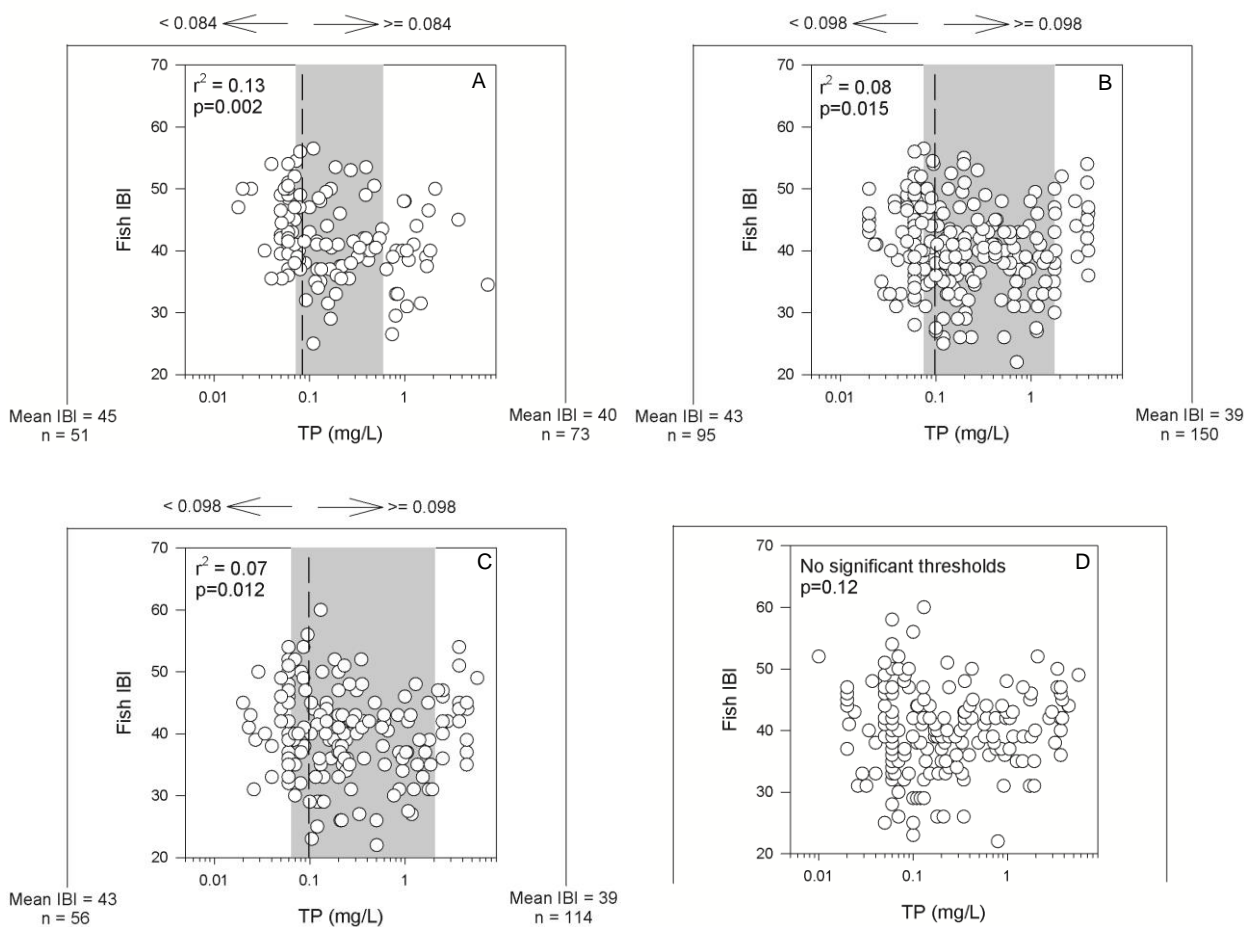 < 0.084 >= 0.084
A
r² = 0.13
p=0.002
70
60
50
40
30
20
Fish IBI
0.01 0.1 1
TP (mg/L)
Mean IBI = 45
n = 51
Mean IBI = 40
n = 73
< 0.098 >= 0.098
B
r² = 0.08
p=0.015
70
60
50
40
30
20
Fish IBI
0.01 0.1 1
TP (mg/L)
Mean IBI = 43
n = 95
Mean IBI = 39
n = 150
< 0.098 >= 0.098
C
r² = 0.07
p=0.012
70
60
50
40
30
20
Fish IBI
0.01 0.1 1
TP (mg/L)
Mean IBI = 43
n = 56
Mean IBI = 39
n = 114
No significant thresholds D
p=0.12
70
60
50
40
30
20
Fish IBI
0.01 0.1 1
TP (mg/L)